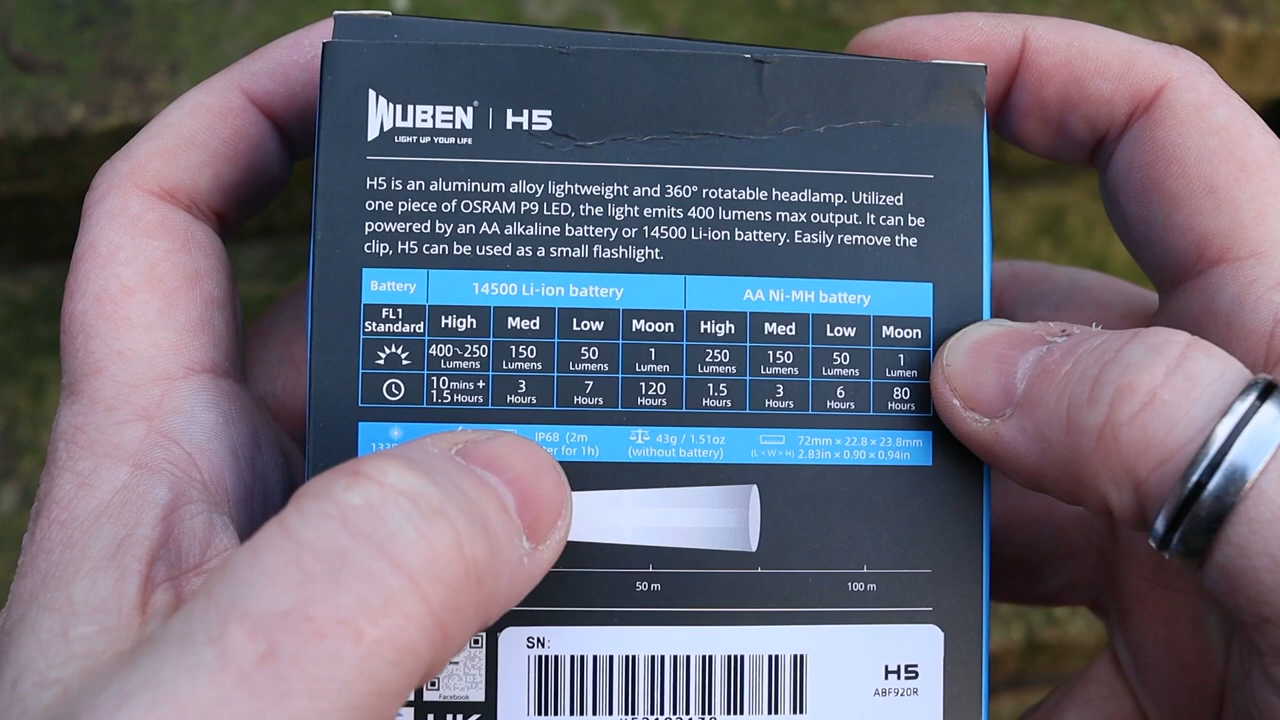 WUBEN® | H5
LIGHT UP YOUR LIFE
H5 is an aluminum alloy lightweight and 360° rotatable headlamp. Utilized
one piece of OSRAM P9 LED, the light emits 400 lumens max output. It can be
powered by an AA alkaline battery or 14500 Li-ion battery. Easily remove the
clip, H5 can be used as a small flashlight.
Battery 14500 Li-ion battery AA Ni-MH battery
FL1 Standard High Med Low Moon High Med Low Moon
400~250 Lumens 150 Lumens 50 Lumens 1 Lumen 250 Lumens 150 Lumens 50 Lumens 1 Lumen
10 mins + 1.5 Hours 3 Hours 7 Hours 120 Hours 1.5 Hours 3 Hours 6 Hours 80 Hours
IP68 (2m 43g / 1.51oz 72mm × 22.8 × 23.8mm
for 1h) (without battery) (L × W × H) 2.83in × 0.90 × 0.94in
50 m 100 m
SN:
H5
ABF920R
Facebook